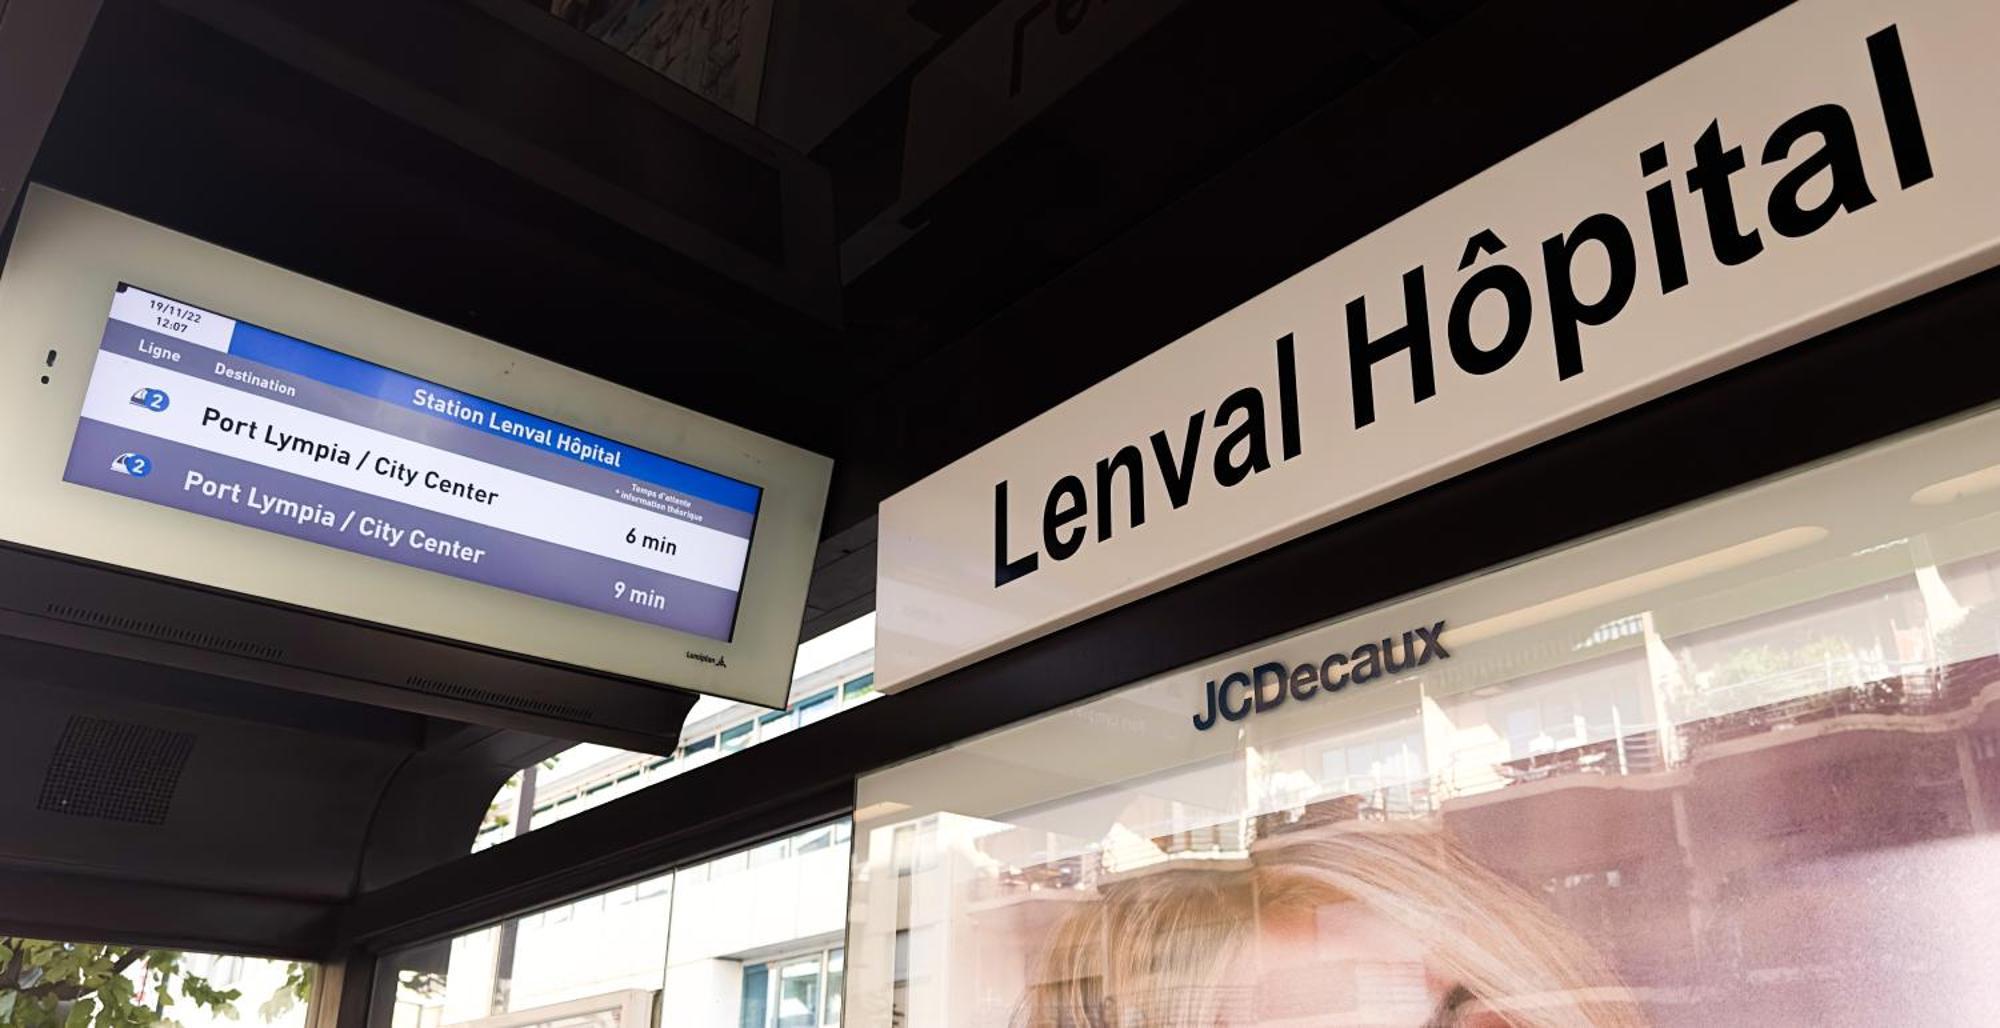 19/11/22
12:07
Station Lenval Hôpital
Ligne
Destination
Temps d'attente
* information théorique
2
Port Lympia / City Center
6 min
2
Port Lympia / City Center
9 min
Lumiplan
Lenval Hôpital
JCDecaux